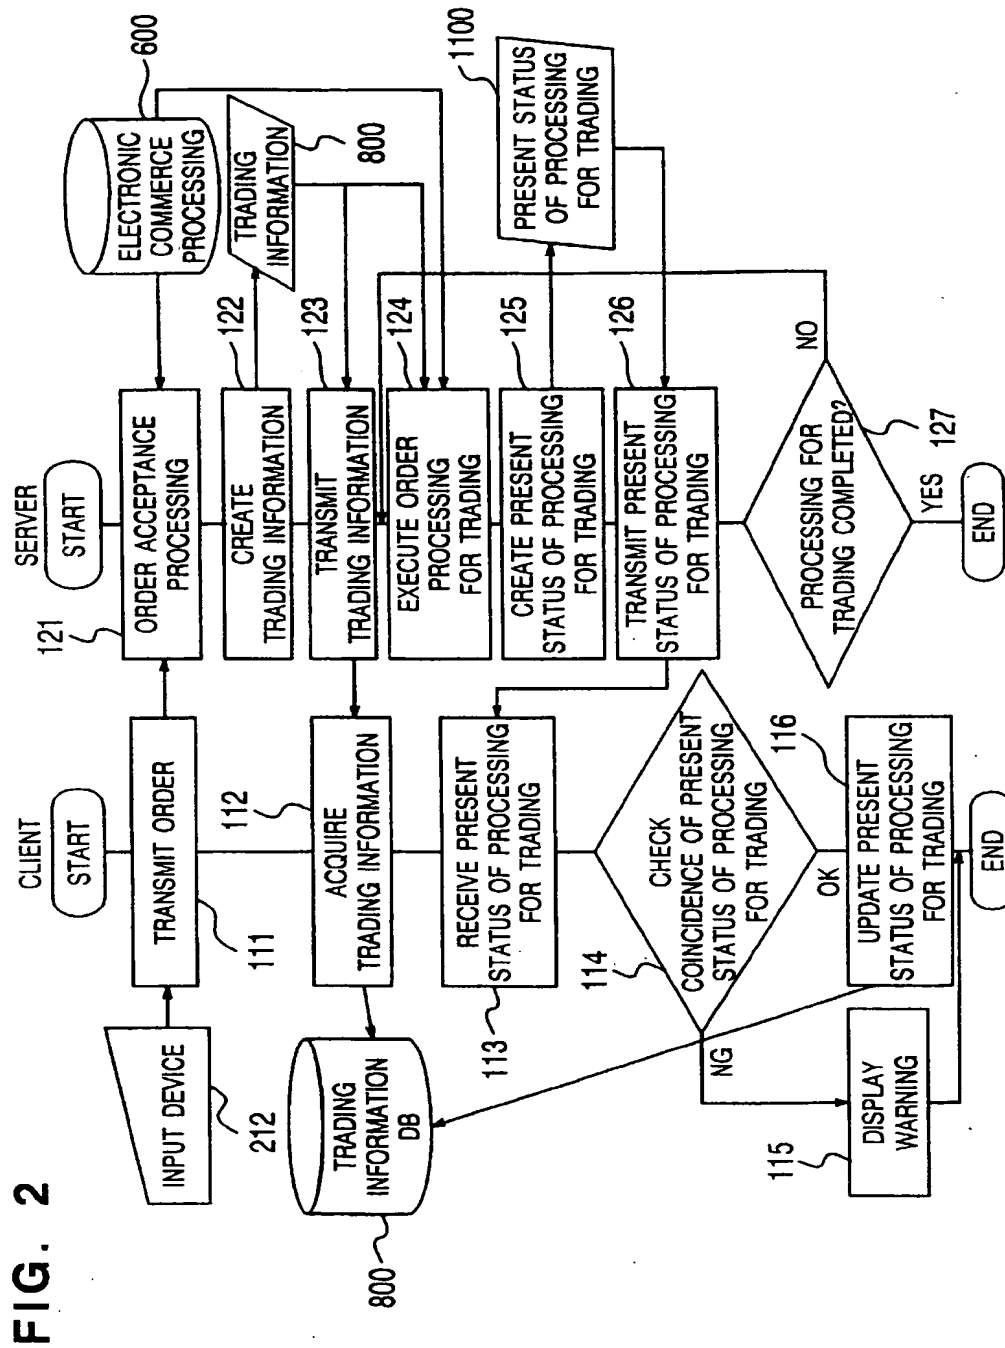 FIG. 2
CLIENT
START
INPUT DEVICE
212
TRANSMIT ORDER
111
ACQUIRE
TRADING INFORMATION
112
TRADING
INFORMATION
DB
800
RECEIVE PRESENT
STATUS OF PROCESSING
FOR TRADING
113
CHECK
COINCIDENCE OF PRESENT
STATUS OF PROCESSING
FOR TRADING
114
NG
OK
DISPLAY
WARNING
115
UPDATE PRESENT
STATUS OF PROCESSING
FOR TRADING
116
END
SERVER
START
121
ORDER ACCEPTANCE
PROCESSING
ELECTRONIC
COMMERCE
PROCESSING
600
CREATE
TRADING INFORMATION
122
TRADING
INFORMATION
800
TRANSMIT
TRADING INFORMATION
123
EXECUTE ORDER
PROCESSING
FOR TRADING
124
CREATE PRESENT
STATUS OF PROCESSING
FOR TRADING
125
PRESENT STATUS
OF PROCESSING
FOR TRADING
1100
TRANSMIT PRESENT
STATUS OF PROCESSING
FOR TRADING
126
PROCESSING FOR
TRADING COMPLETED?
127
NO
YES
END